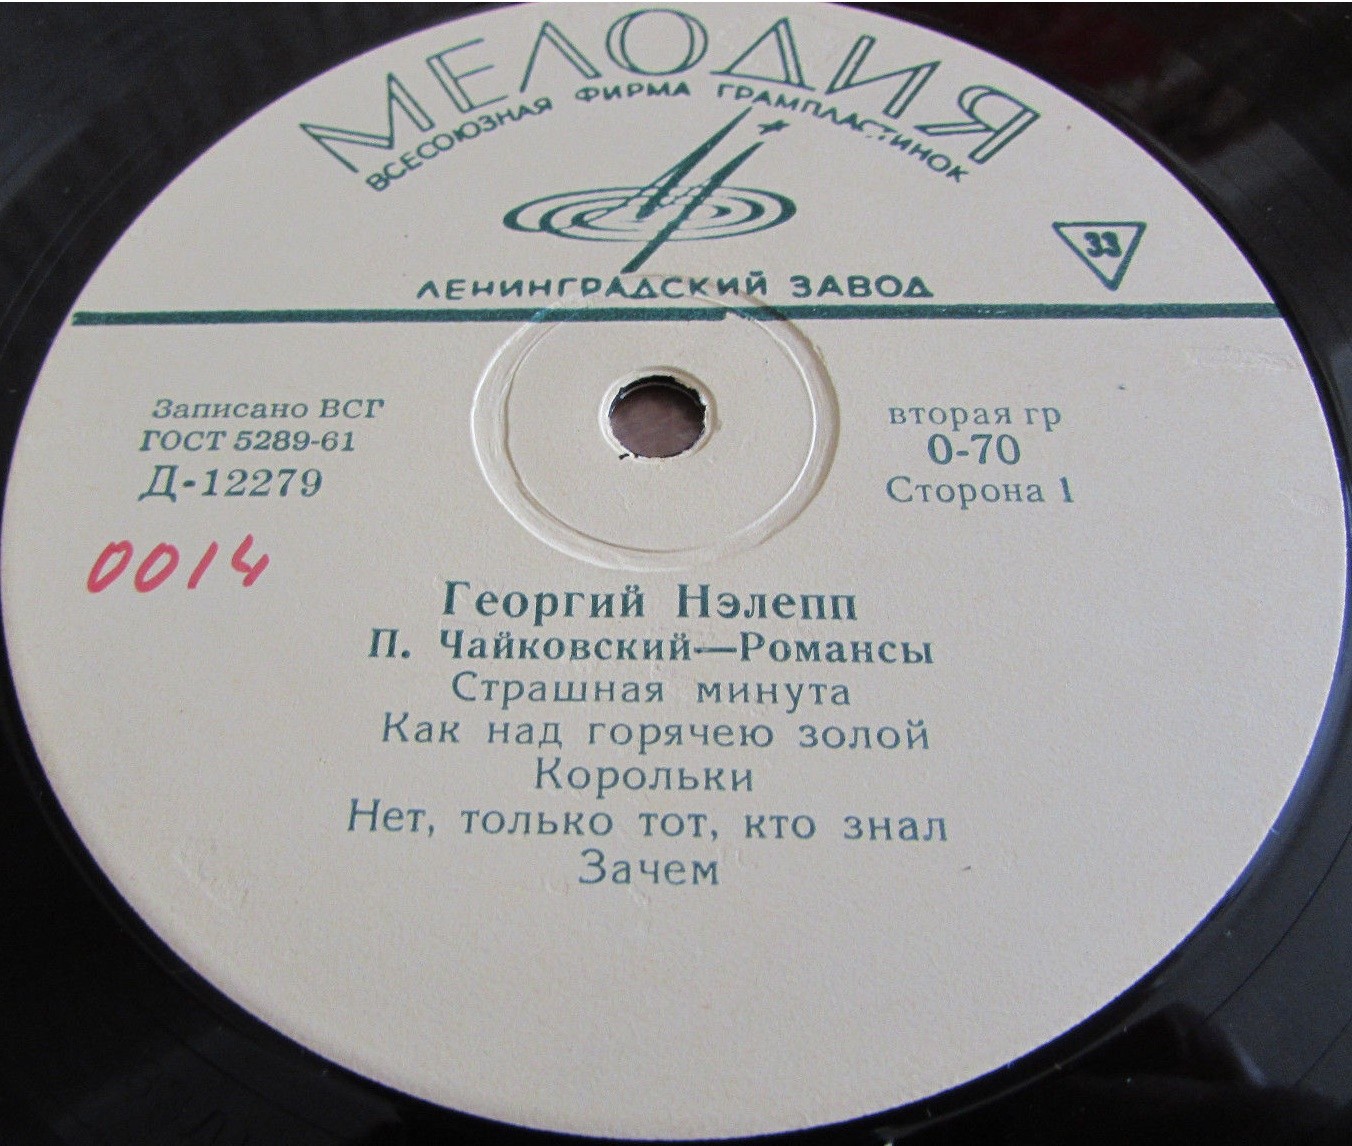 МЕЛОДИЯ
ВСЕСОЮЗНАЯ ФИРМА ГРАМПЛАСТИНОК
33
ЛЕНИНГРАДСКИЙ ЗАВОД
Записано ВСГ
ГОСТ 5289-61
Д-12279
вторая гр
0-70
Сторона 1
0014
Георгий Нэлепп
П. Чайковский—Романсы
Страшная минута
Как над горячею золой
Корольки
Нет, только тот, кто знал
Зачем